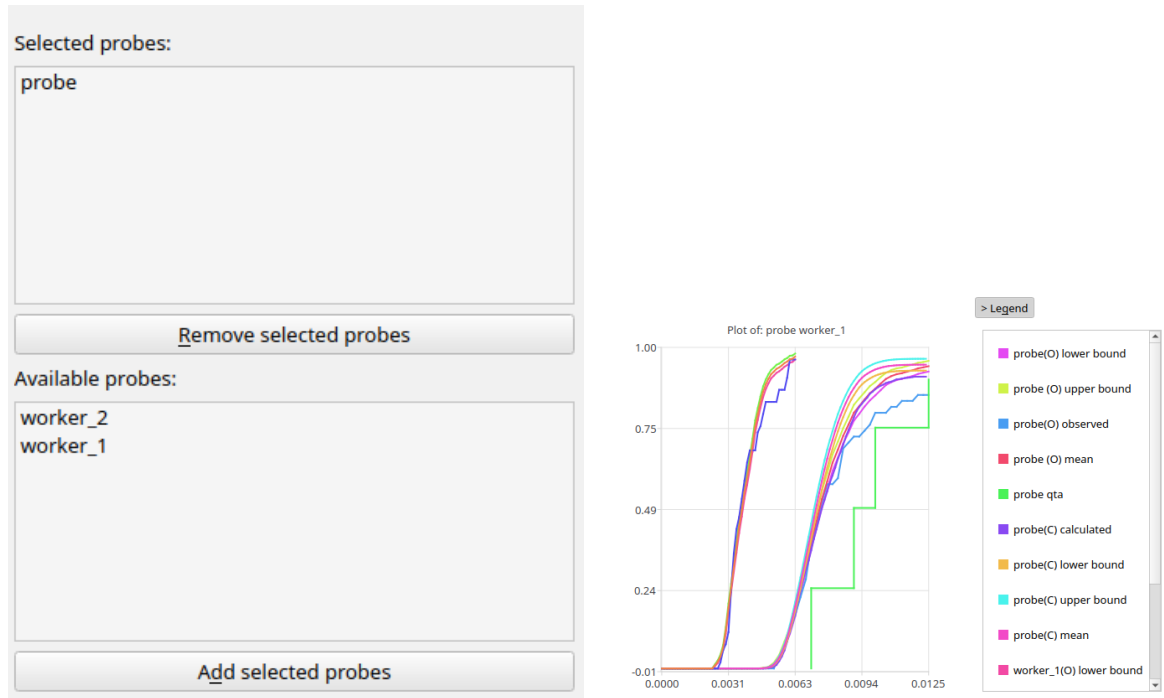 Selected probes:
probe
Remove selected probes
Available probes:
worker_2
worker_1
Add selected probes
> Legend
Plot of: probe worker_1
1.00
0.75
0.49
0.24
-0.01
0.0000 0.0031 0.0063 0.0094 0.0125
probe(O) lower bound
probe (O) upper bound
probe(O) observed
probe (O) mean
probe qta
probe(C) calculated
probe(C) lower bound
probe(C) upper bound
probe(C) mean
worker_1(O) lower bound